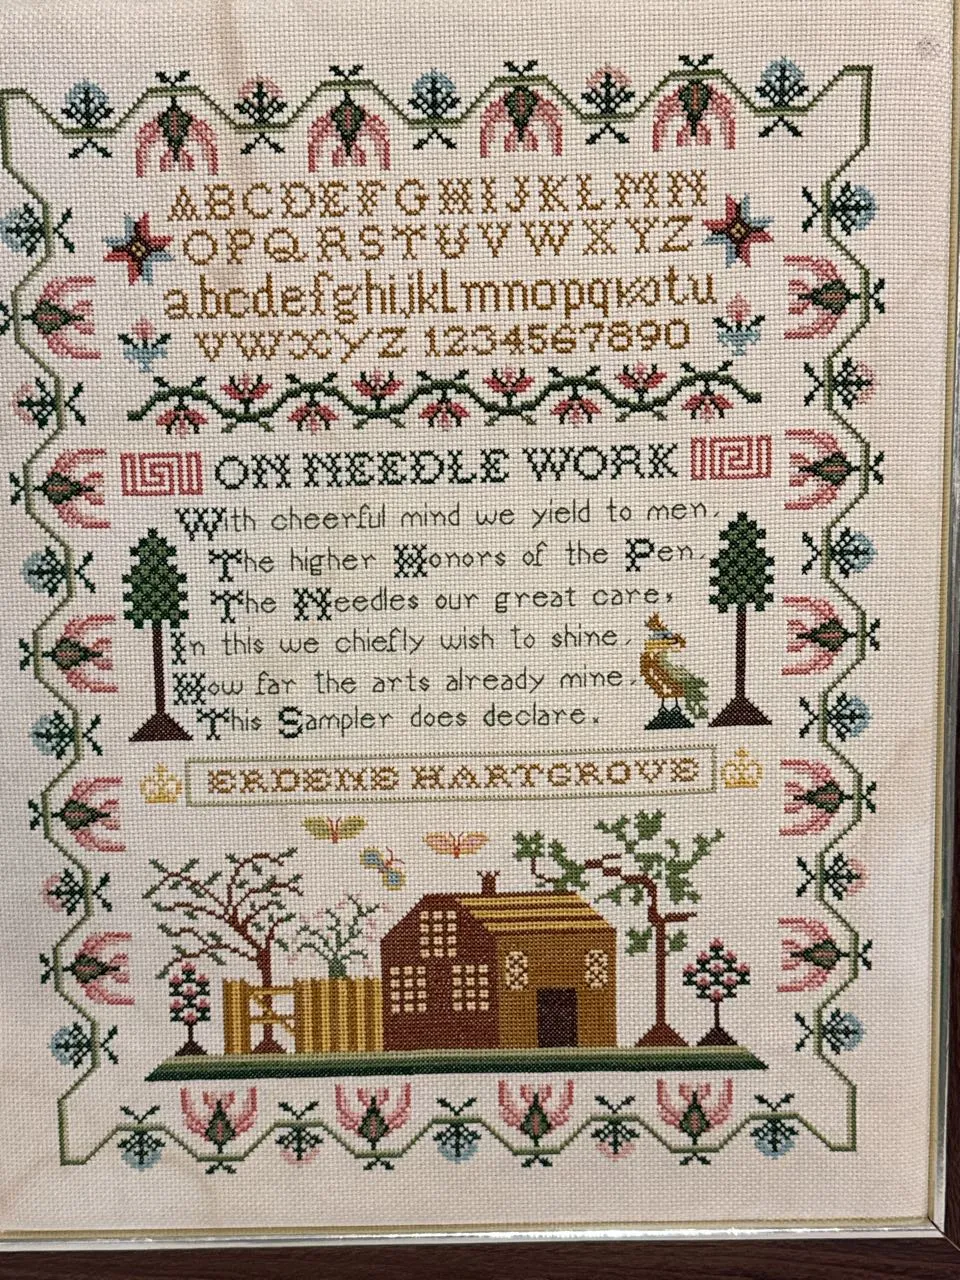 ABCDEFGHIJKLMN
OPQRSTUVWXYZ
abcdefghijklmnopqrstu
VWXYZ 1234567890
ON NEEDLE WORK
With cheerful mind we yield to men,
The higher Honors of the Pen,
The Needles our great care,
In this we chiefly wish to shine,
How far the arts already mine,
This Sampler does declare.
ERDENE HARTGROVE